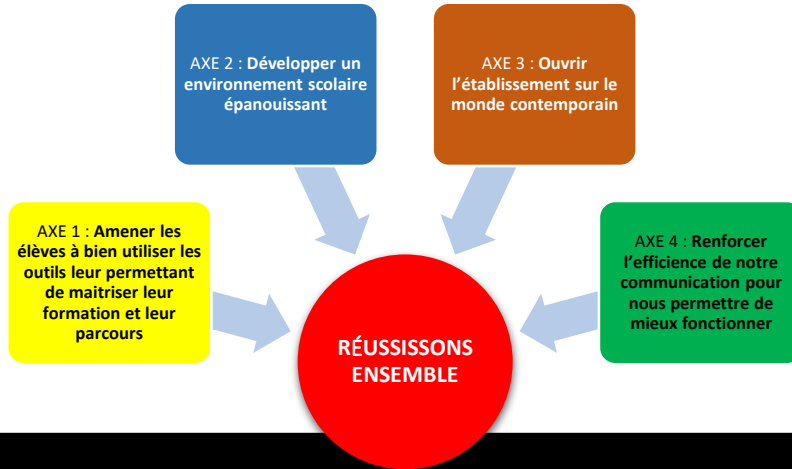 AXE 2 : Développer un
environnement scolaire
épanouissant
AXE 3 : Ouvrir
l'établissement sur le
monde contemporain
AXE 1 : Amener les
élèves à bien utiliser les
outils leur permettant
de maitriser leur
formation et leur
parcours
AXE 4 : Renforcer
l'efficience de notre
communication pour
nous permettre de
mieux fonctionner
RÉUSSISSONS
ENSEMBLE